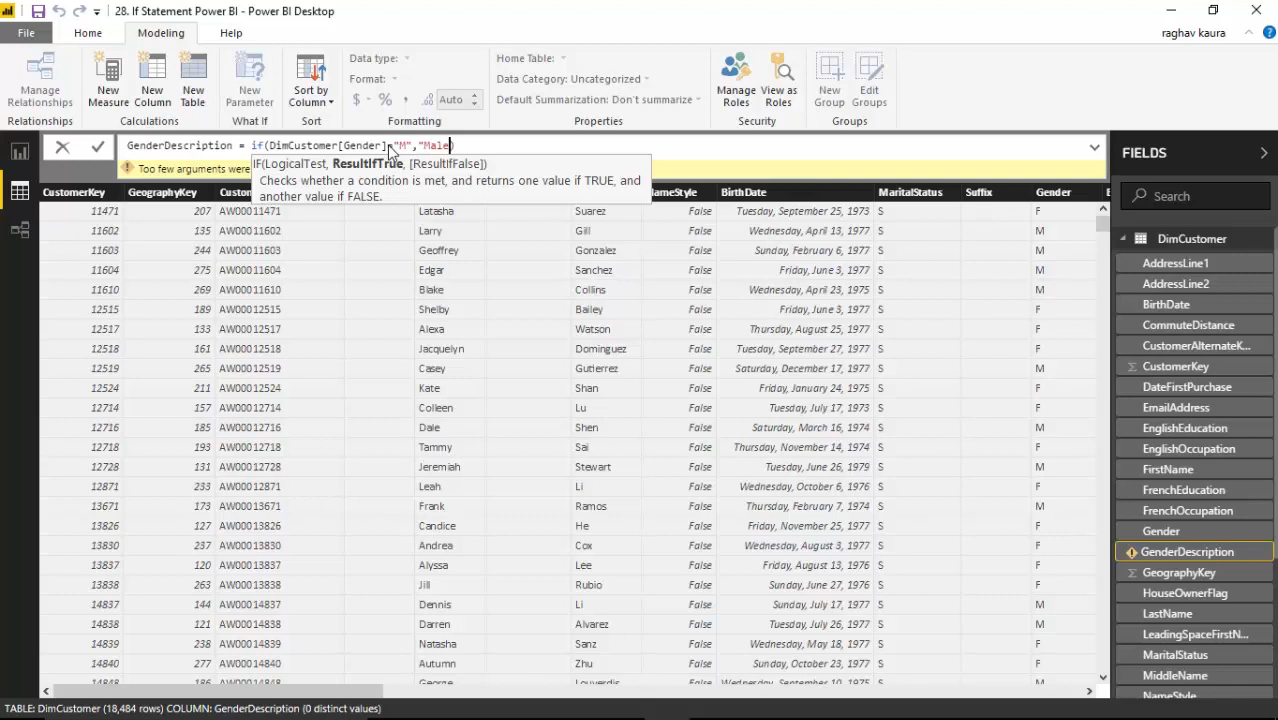 28. If Statement Power BI - Power BI Desktop
File Home Modeling Help
raghav kaura
Manage Relationships
Relationships
New Measure
New Column
New Table
Calculations
New Parameter
What If
Sort by Column
Sort
Data type:
Format:
$ % , .00 Auto
Formatting
Home Table:
Data Category: Uncategorized
Default Summarization: Don't summarize
Properties
Manage Roles
View as Roles
Security
New Group
Edit Groups
Groups
GenderDescription = if(DimCustomer[Gender]="M","Male)
Too few arguments were
IF(LogicalTest, ResultIfTrue, [ResultIfFalse])
Checks whether a condition is met, and returns one value if TRUE, and
another value if FALSE.
CustomerKey GeographyKey Custom NameStyle BirthDate MaritalStatus Suffix Gender E
11471 207 AW00011471 Latasha Suarez False Tuesday, September 25, 1973 S F
11602 135 AW00011602 Larry Gill False Wednesday, April 13, 1977 S M
11603 244 AW00011603 Geoffrey Gonzalez False Sunday, February 6, 1977 S M
11604 275 AW00011604 Edgar Sanchez False Friday, June 3, 1977 S M
11610 269 AW00011610 Blake Collins False Wednesday, April 23, 1975 S M
12515 189 AW00012515 Shelby Bailey False Friday, June 3, 1977 S F
12517 133 AW00012517 Alexa Watson False Thursday, August 25, 1977 S F
12518 161 AW00012518 Jacquelyn Dominguez False Tuesday, September 27, 1977 S F
12519 265 AW00012519 Casey Gutierrez False Saturday, December 17, 1977 S F
12524 211 AW00012524 Kate Shan False Friday, January 24, 1975 S F
12714 157 AW00012714 Colleen Lu False Tuesday, July 17, 1973 S F
12716 185 AW00012716 Dale Shen False Saturday, March 16, 1974 S M
12718 193 AW00012718 Tammy Sai False Thursday, November 14, 1974 S F
12728 131 AW00012728 Jeremiah Stewart False Tuesday, June 26, 1979 S M
12871 233 AW00012871 Leah Li False Wednesday, October 6, 1976 S F
13671 173 AW00013671 Frank Ramos False Thursday, February 7, 1974 S M
13826 127 AW00013826 Candice He False Friday, November 25, 1977 S F
13830 237 AW00013830 Andrea Cox False Wednesday, August 3, 1977 S F
13837 120 AW00013837 Alyssa Lee False Friday, August 13, 1976 S F
13838 263 AW00013838 Jill Rubio False Sunday, June 27, 1976 S F
14837 144 AW00014837 Dennis Li False Sunday, July 17, 1977 S M
14838 121 AW00014838 Darren Alvarez False Tuesday, July 26, 1977 S M
14839 238 AW00014839 Natasha Sanz False Wednesday, May 18, 1977 S F
14840 277 AW00014840 Autumn Zhu False Sunday, October 23, 1977 S F
14848 186 AW00014848 George Louverdis False Wednesday, September 10, 1975 S M
FIELDS
Search
DimCustomer
AddressLine1
AddressLine2
BirthDate
CommuteDistance
CustomerAlternateK...
CustomerKey
DateFirstPurchase
EmailAddress
EnglishEducation
EnglishOccupation
FirstName
FrenchEducation
FrenchOccupation
Gender
GenderDescription
GeographyKey
HouseOwnerFlag
LastName
LeadingSpaceFirstN...
MaritalStatus
MiddleName
NameStyle
TABLE: DimCustomer (18,484 rows) COLUMN: GenderDescription (0 distinct values)